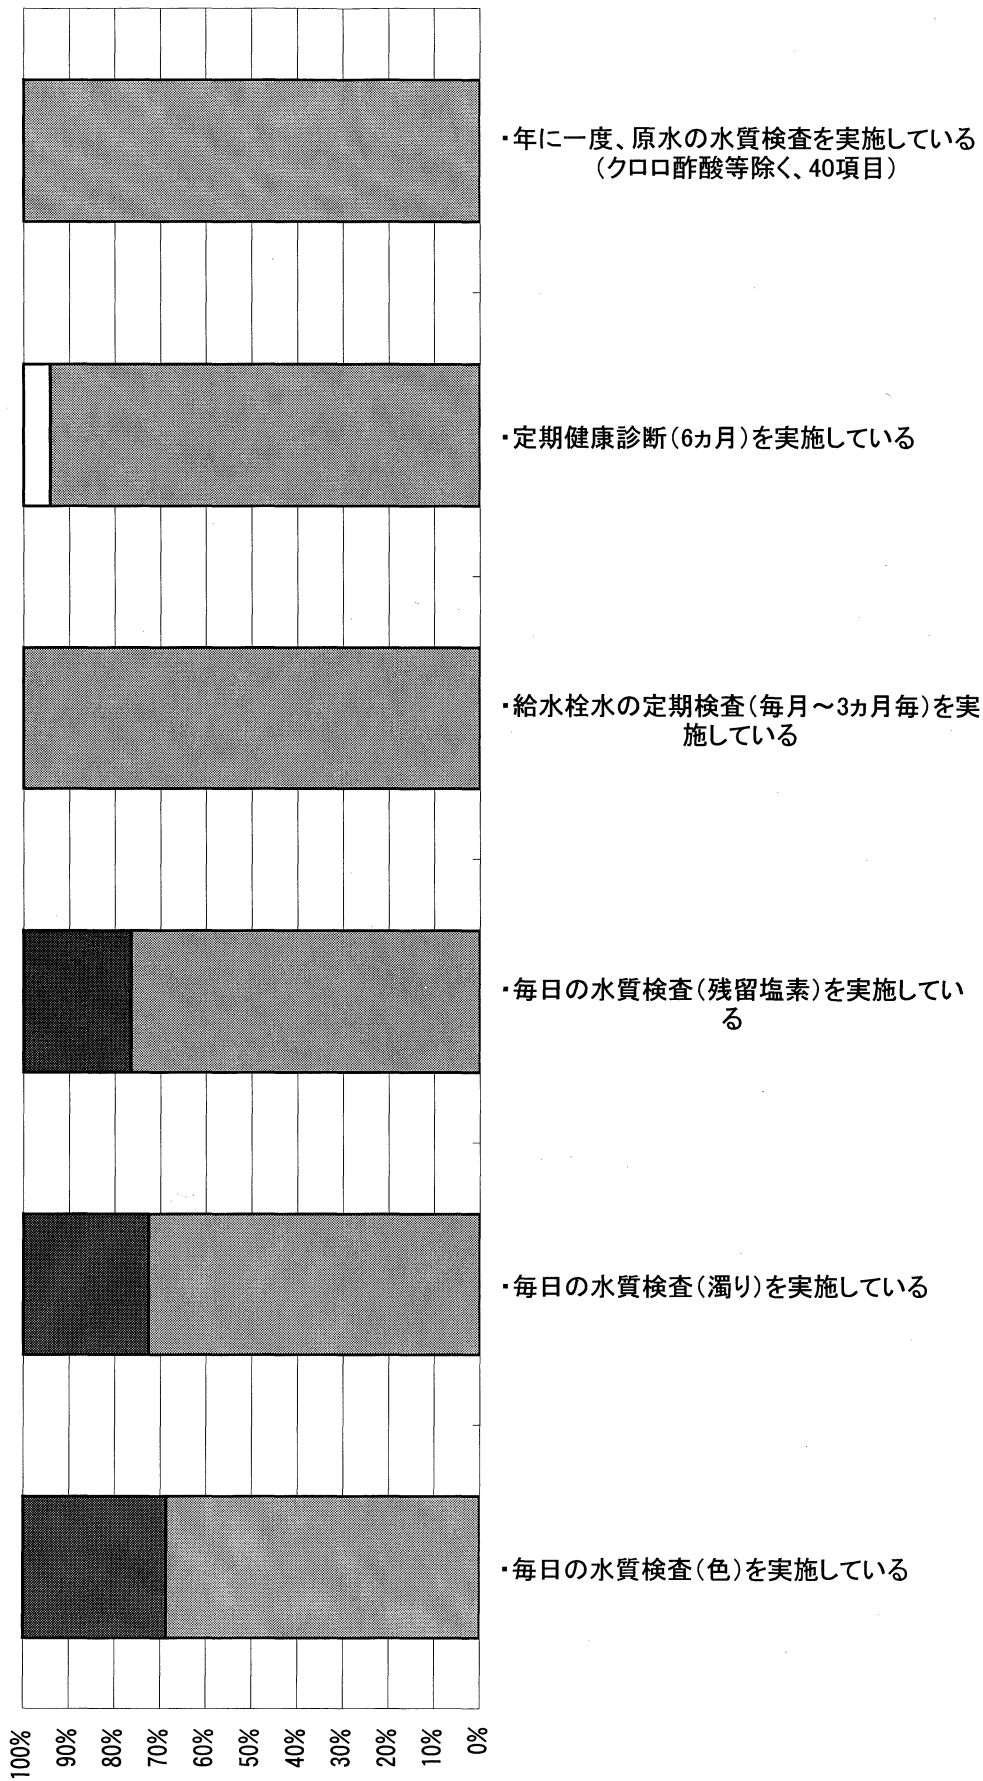 ・年に一度、原水の水質検査を実施している
(クロロ酢酸等除く、40項目)
・定期健康診断(6ヵ月)を実施している
・給水栓水の定期検査(毎月～3ヵ月毎)を実
施している
・毎日の水質検査(残留塩素)を実施してい
る
・毎日の水質検査(濁り)を実施している
・毎日の水質検査(色)を実施している
100%
90%
80%
70%
60%
50%
40%
30%
20%
10%
0%